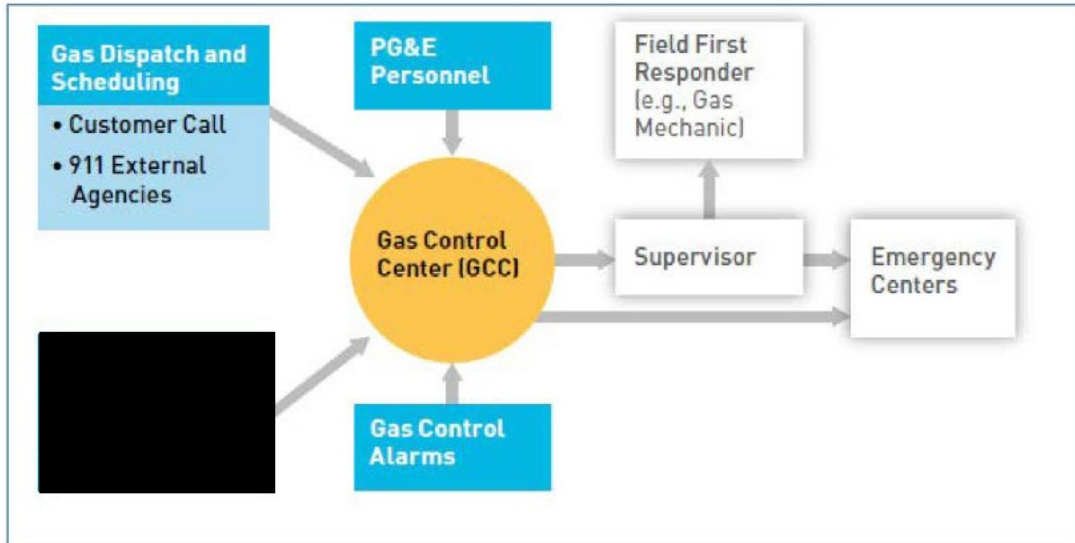 Gas Dispatch and
Scheduling
• Customer Call
• 911 External
Agencies
PG&E
Personnel
Field First
Responder
(e.g., Gas
Mechanic)
Gas Control
Center (GCC)
Supervisor
Emergency
Centers
Gas Control
Alarms